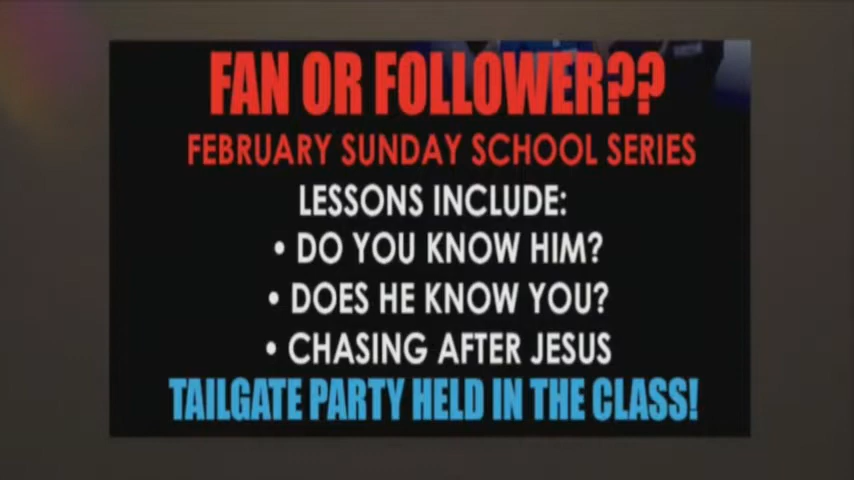 FAN OR FOLLOWER??
FEBRUARY SUNDAY SCHOOL SERIES
LESSONS INCLUDE:
• DO YOU KNOW HIM?
• DOES HE KNOW YOU?
• CHASING AFTER JESUS
TAILGATE PARTY HELD IN THE CLASS!